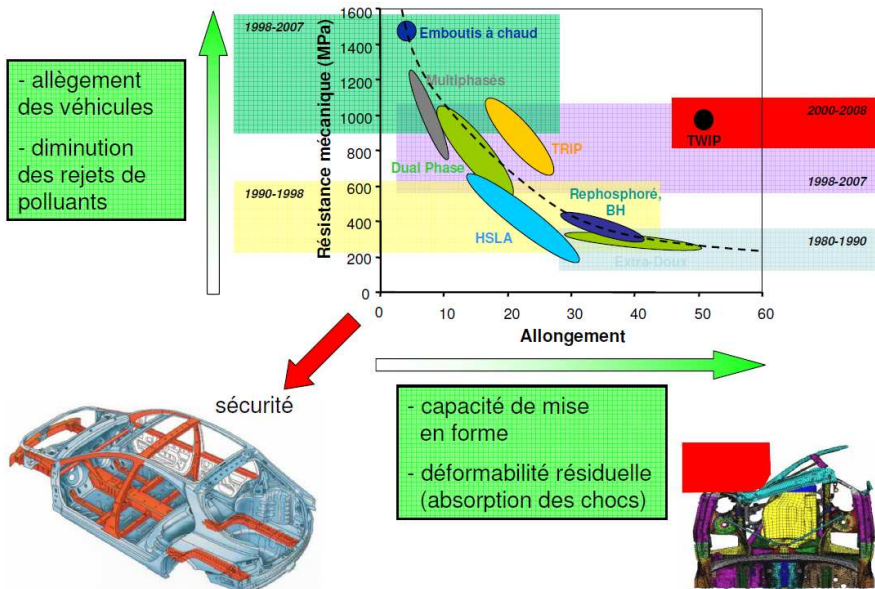 - allègement
des véhicules
- diminution
des rejets de
polluants
Résistance mécanique (MPa)
1600
1400
1200
1000
800
600
400
200
0
1998-2007
Emboutis à chaud
Multiphasés
2000-2008
TWIP
TRIP
Dual Phase
1990-1998
Rephosphoré,
BH
1998-2007
HSLA
1980-1990
Extra-Doux
0
10
20
30
40
50
60
Allongement
sécurité
- capacité de mise
en forme
- déformabilité résiduelle
(absorption des chocs)